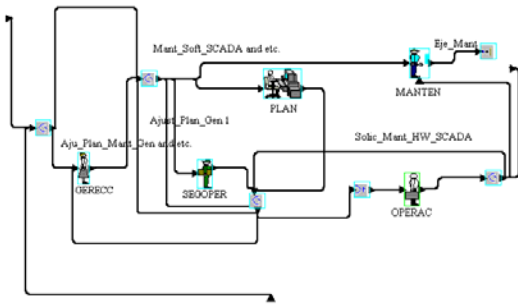 Mant_Soft_SCADA and etc.
Eje_Mant
MANTEN
PLAN
Ajust_Plan_Gen 1
Aju_Plan_Mant_Gen and etc.
Solic_Mant_HW_SCADA
GERECC
SEGOPER
OPERAC